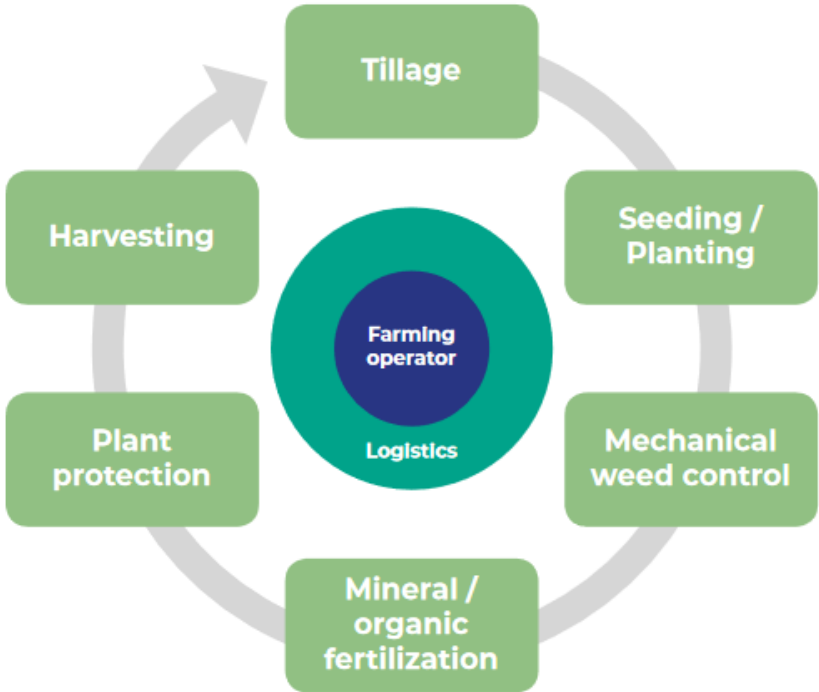 Tillage
Seeding /
Planting
Mechanical
weed control
Mineral /
organic
fertilization
Plant
protection
Harvesting
Farming
operator
Logistics